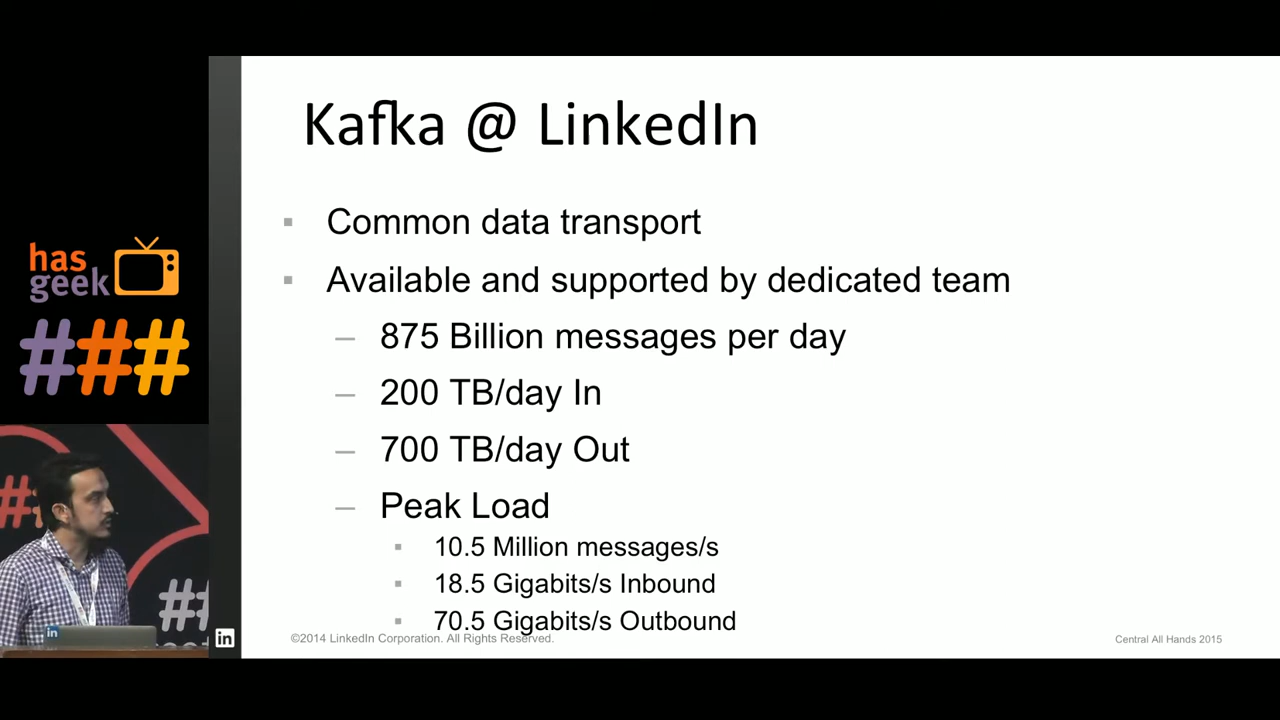 Kafka @ LinkedIn
Common data transport
Available and supported by dedicated team
875 Billion messages per day
200 TB/day In
700 TB/day Out
Peak Load
10.5 Million messages/s
18.5 Gigabits/s Inbound
70.5 Gigabits/s Outbound
©2014 LinkedIn Corporation. All Rights Reserved.
Central All Hands 2015
has
geek
###
#
##
in
in